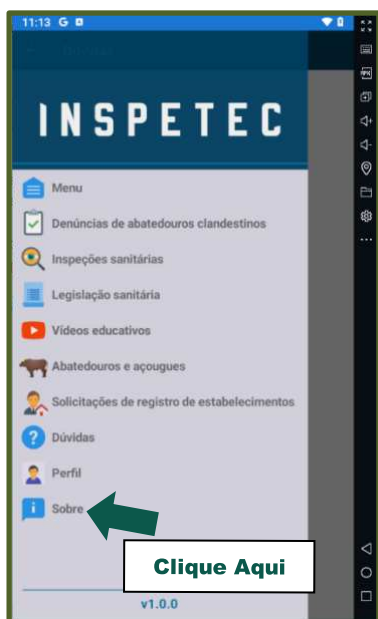 11:13 G
INSPETEC
Menu
Denúncias de abatedouros clandestinos
Inspeções sanitárias
Legislação sanitária
Vídeos educativos
Abatedouros e açougues
Solicitações de registro de estabelecimentos
Dúvidas
Perfil
Sobre
Clique Aqui
v1.0.0